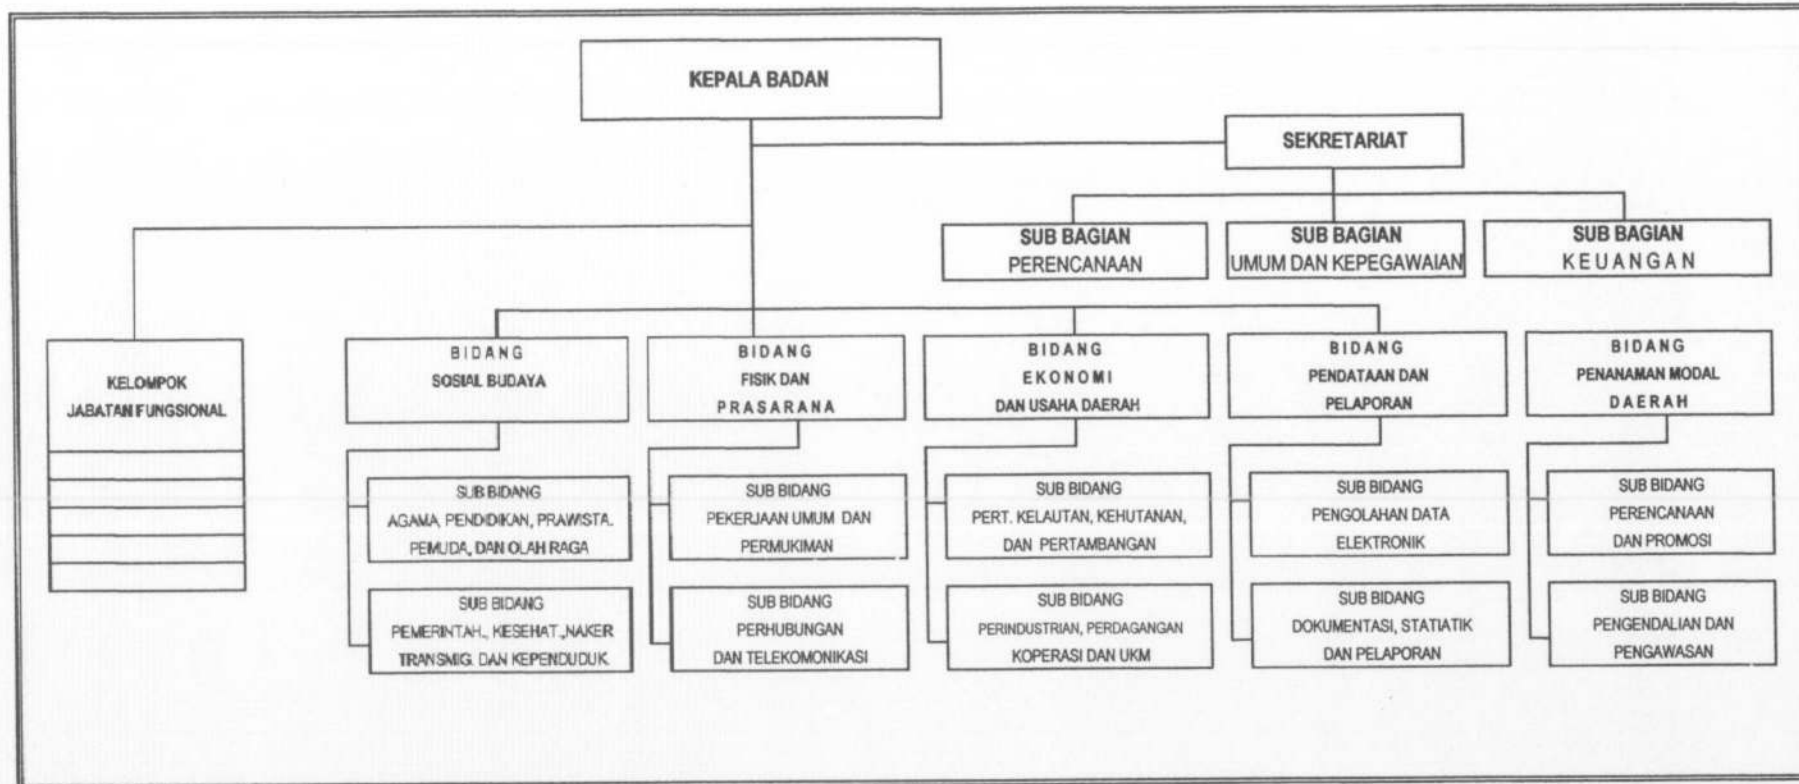 KEPALA BADAN
SEKRETARIAT
SUB BAGIAN
PERENCANAAN
SUB BAGIAN
UMUM DAN KEPEGAWAIAN
SUB BAGIAN
KEUANGAN
KELOMPOK
JABATAN FUNGSIONAL
BIDANG
SOSIAL BUDAYA
BIDANG
FISIK DAN
PRASARANA
BIDANG
EKONOMI
DAN USAHA DAERAH
BIDANG
PENDATAAN DAN
PELAPORAN
BIDANG
PENANAMAN MODAL
DAERAH
SUB BIDANG
AGAMA, PENDIDIKAN, PRAWISTA.
PEMUDA, DAN OLAH RAGA
SUB BIDANG
PEKERJAAN UMUM DAN
PERMUKIMAN
SUB BIDANG
PERT. KELAUTAN, KEHUTANAN,
DAN PERTAMBANGAN
SUB BIDANG
PENGOLAHAN DATA
ELEKTRONIK
SUB BIDANG
PERENCANAAN
DAN PROMOSI
SUB BIDANG
PEMERINTAH., KESEHAT.,NAKER
TRANSMIG. DAN KEPENDUDUK.
SUB BIDANG
PERHUBUNGAN
DAN TELEKOMONIKASI
SUB BIDANG
PERINDUSTRIAN, PERDAGANGAN
KOPERASI DAN UKM
SUB BIDANG
DOKUMENTASI, STATIATIK
DAN PELAPORAN
SUB BIDANG
PENGENDALIAN DAN
PENGAWASAN